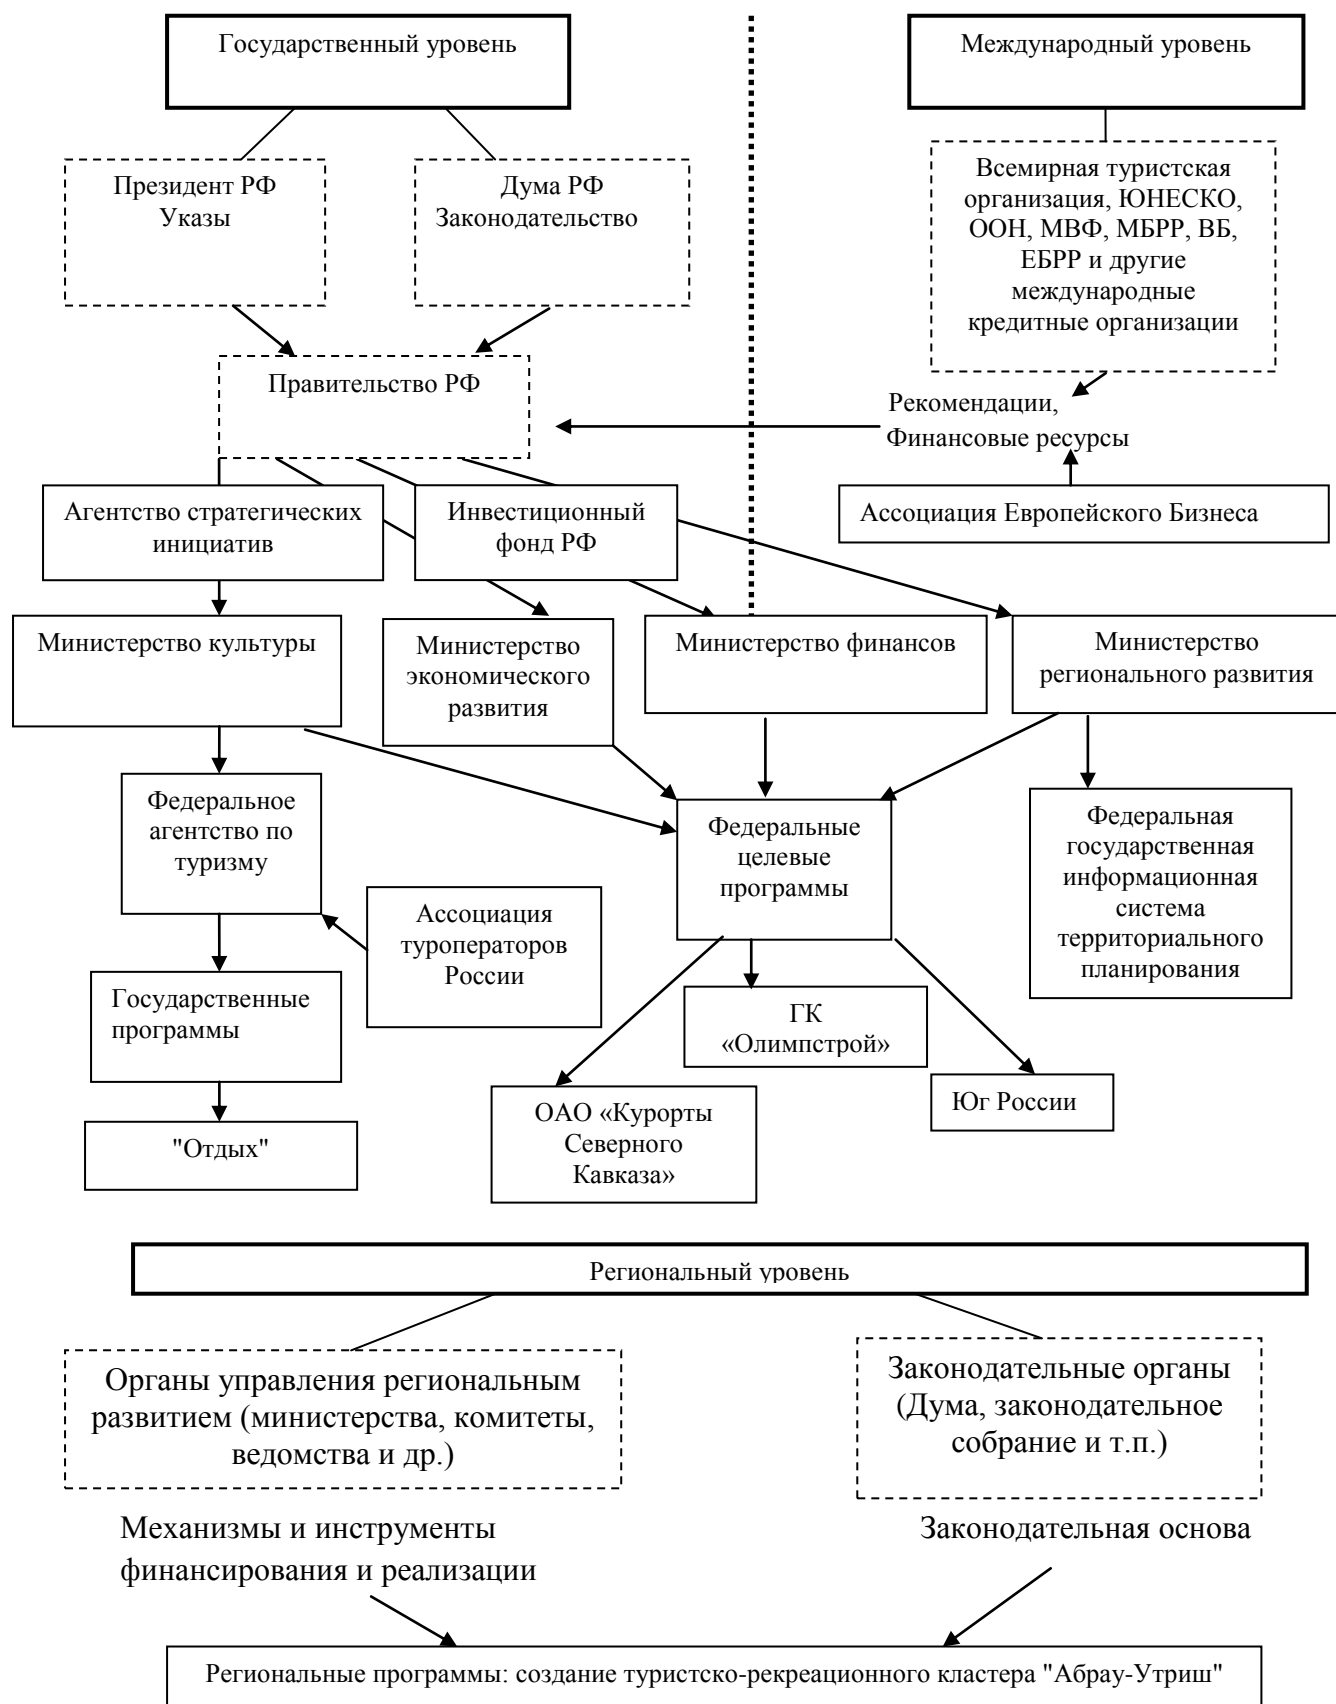 Государственный уровень
Международный уровень
Президент РФ
Указы
Дума РФ
Законодательство
Всемирная туристская
организация, ЮНЕСКО,
ООН, МВФ, МБРР, ВБ,
ЕБРР и другие
международные
кредитные организации
Правительство РФ
Рекомендации,
Финансовые ресурсы
Агентство стратегических
инициатив
Инвестиционный
фонд РФ
Ассоциация Европейского Бизнеса
Министерство культуры
Министерство
экономического
развития
Министерство финансов
Министерство
регионального развития
Федеральное
агентство по
туризму
Федеральные
целевые
программы
Федеральная
государственная
информационная
система
территориального
планирования
Ассоциация
туроператоров
России
Государственные
программы
ГК
«Олимпстрой»
ОАО «Курорты
Северного
Кавказа»
Юг России
"Отдых"
Региональный уровень
Органы управления региональным
развитием (министерства, комитеты,
ведомства и др.)
Законодательные органы
(Дума, законодательное
собрание и т.п.)
Механизмы и инструменты
финансирования и реализации
Законодательная основа
Региональные программы: создание туристско-рекреационного кластера "Абрау-Утриш"